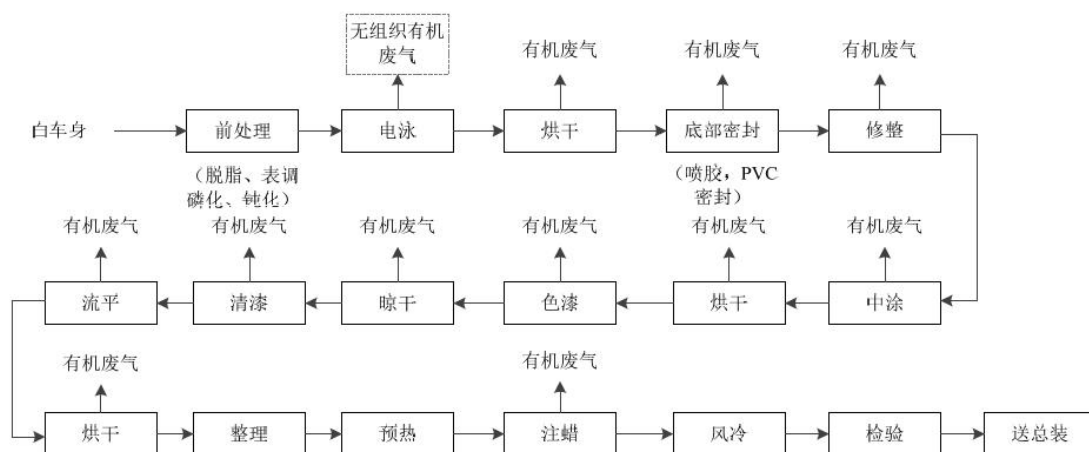 无组织有机
废气
有机废气
有机废气
有机废气
白车身
前处理
电泳
烘干
底部密封
修整
（脱脂、表调
磷化、钝化）
（喷胶，PVC
密封）
有机废气
有机废气
有机废气
有机废气
有机废气
有机废气
流平
清漆
晾干
色漆
烘干
中涂
有机废气
有机废气
烘干
整理
预热
注蜡
风冷
检验
送总装